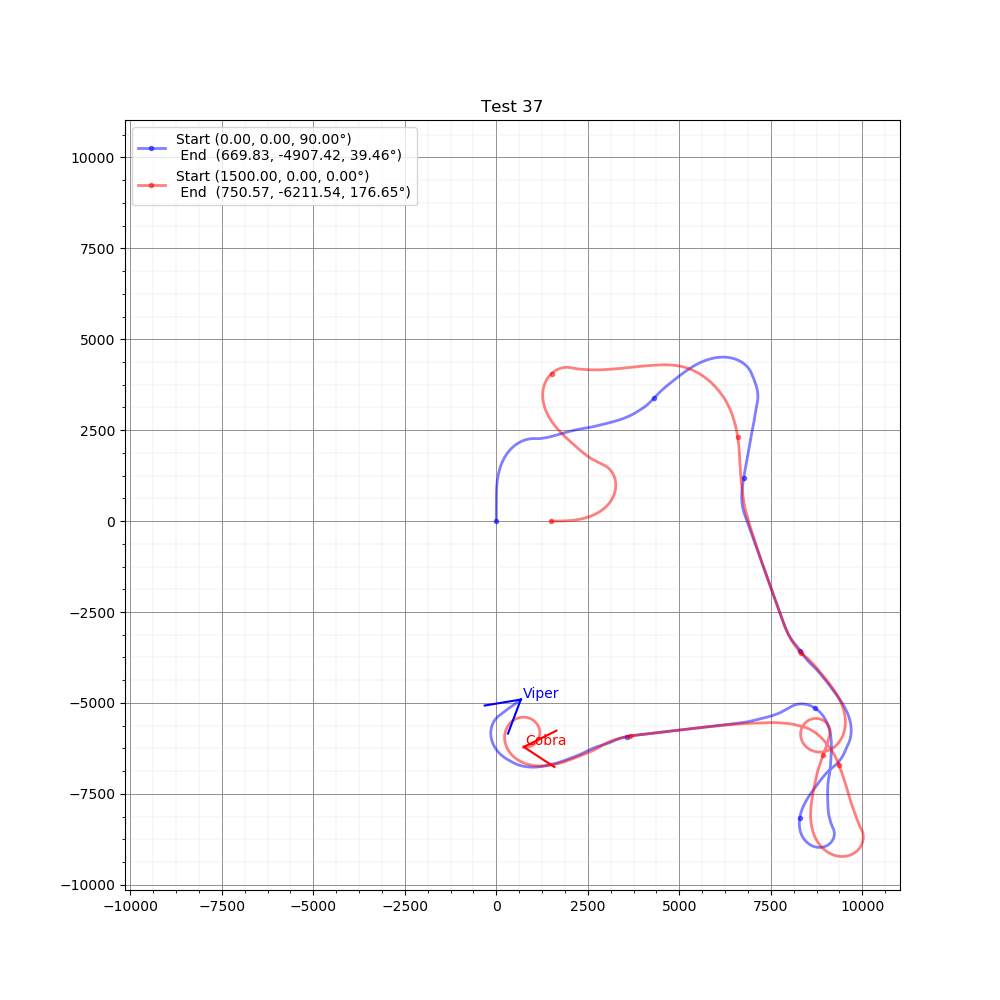 Test 37
Start (0.00, 0.00, 90.00°)
End (669.83, -4907.42, 39.46°)
Start (1500.00, 0.00, 0.00°)
End (750.57, -6211.54, 176.65°)
10000
7500
5000
2500
0
−2500
−5000
−7500
−10000
Viper
Cobra
−10000 −7500 −5000 −2500 0 2500 5000 7500 10000